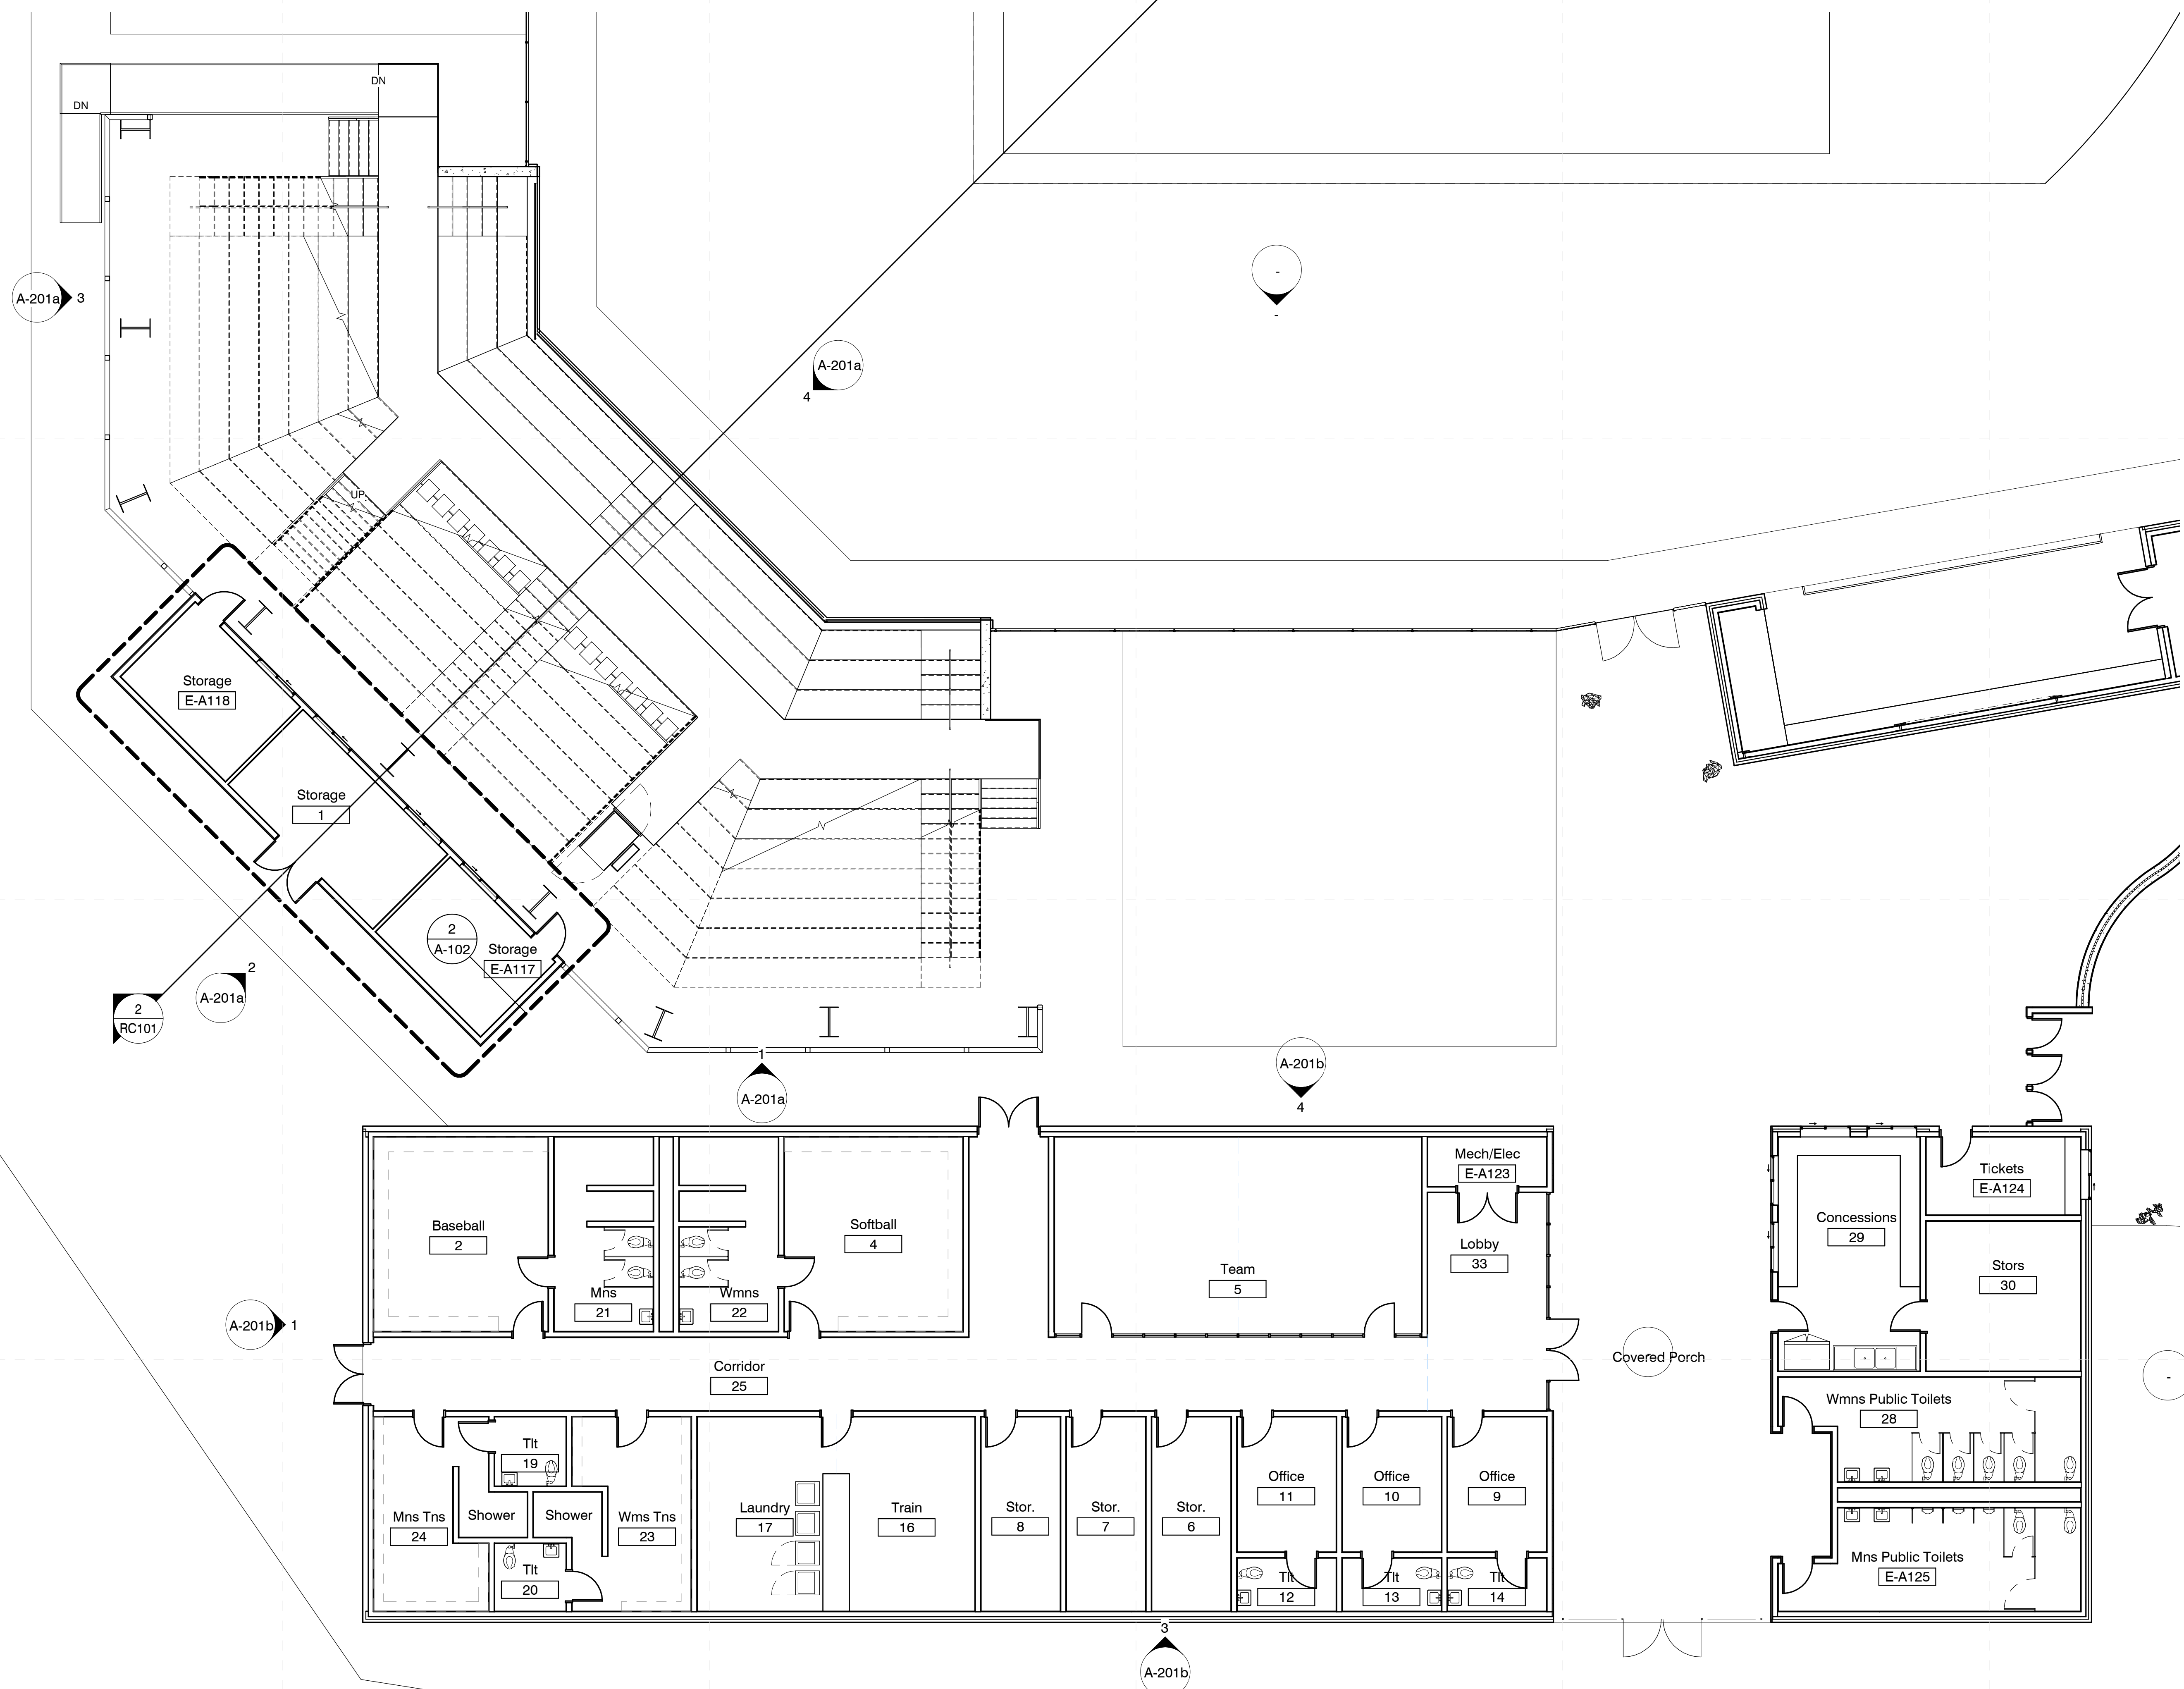 DN
DN
A-201a
3
-
-
A-201a
4
UP
Storage
E-A118
Storage
1
2
A-102
Storage
E-A117
2
A-201a
2
RC101
1
A-201a
A-201b
4
Mech/Elec
E-A123
Tickets
E-A124
Baseball
2
Softball
4
Concessions
29
Lobby
33
Team
5
Stors
30
Mns
21
Wmns
22
A-201b
1
Corridor
25
Covered Porch
-
-
Wmns Public Toilets
28
Tlt
19
Office
11
Office
10
Office
9
Mns Tns
24
Shower
Shower
Wms Tns
23
Laundry
17
Train
16
Stor.
8
Stor.
7
Stor.
6
Mns Public Toilets
E-A125
Tlt
20
Tlt
12
Tlt
13
Tlt
14
3
A-201b